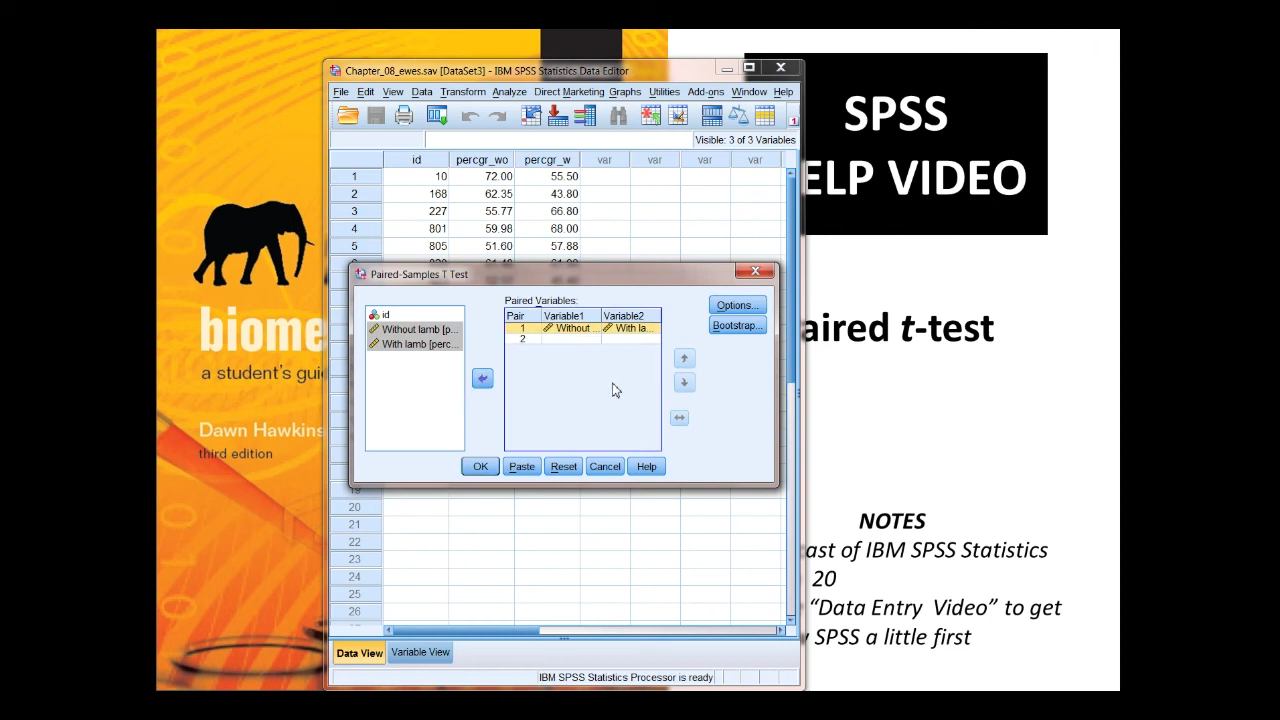 SPSS
ELP VIDEO
aired t-test
NOTES
ast of IBM SPSS Statistics
20
"Data Entry Video" to get
SPSS a little first
biome
a student's gui
Dawn Hawkins
third edition
Chapter_08_ewes.sav [DataSet3] - IBM SPSS Statistics Data Editor
File Edit View Data Transform Analyze Direct Marketing Graphs Utilities Add-ons Window Help
Visible: 3 of 3 Variables
id percgr_wo percgr_w var var var var
1 10 72.00 55.50
2 168 62.35 43.80
3 227 55.77 66.80
4 801 59.98 68.00
5 805 51.60 57.88
Paired-Samples T Test
id
Without lamb [p...
With lamb [perc...
Paired Variables:
Pair Variable1 Variable2
1 Without ... With la...
2
Options...
Bootstrap...
OK Paste Reset Cancel Help
19
20
21
22
23
24
25
26
Data View Variable View
IBM SPSS Statistics Processor is ready